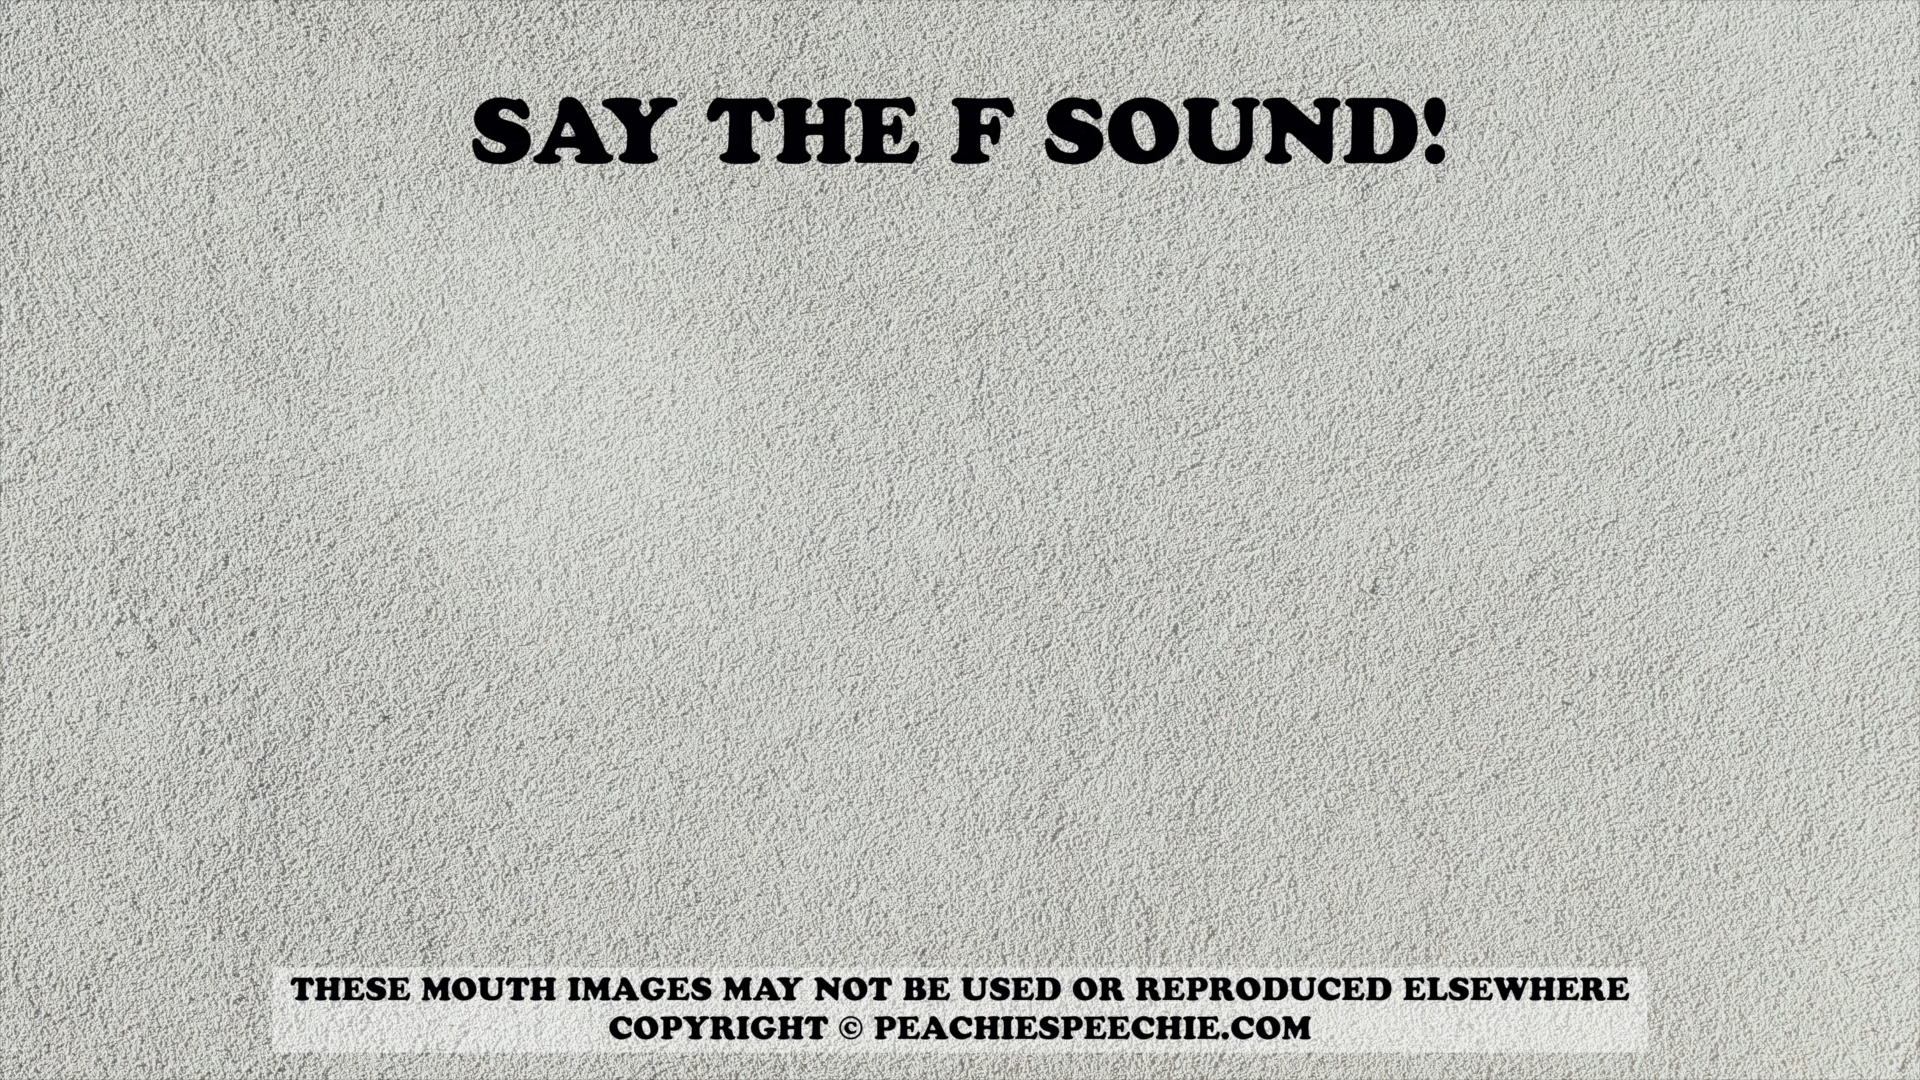 SAY THE F SOUND!
THESE MOUTH IMAGES MAY NOT BE USED OR REPRODUCED ELSEWHERE
COPYRIGHT © PEACHIESPEECHIE.COM